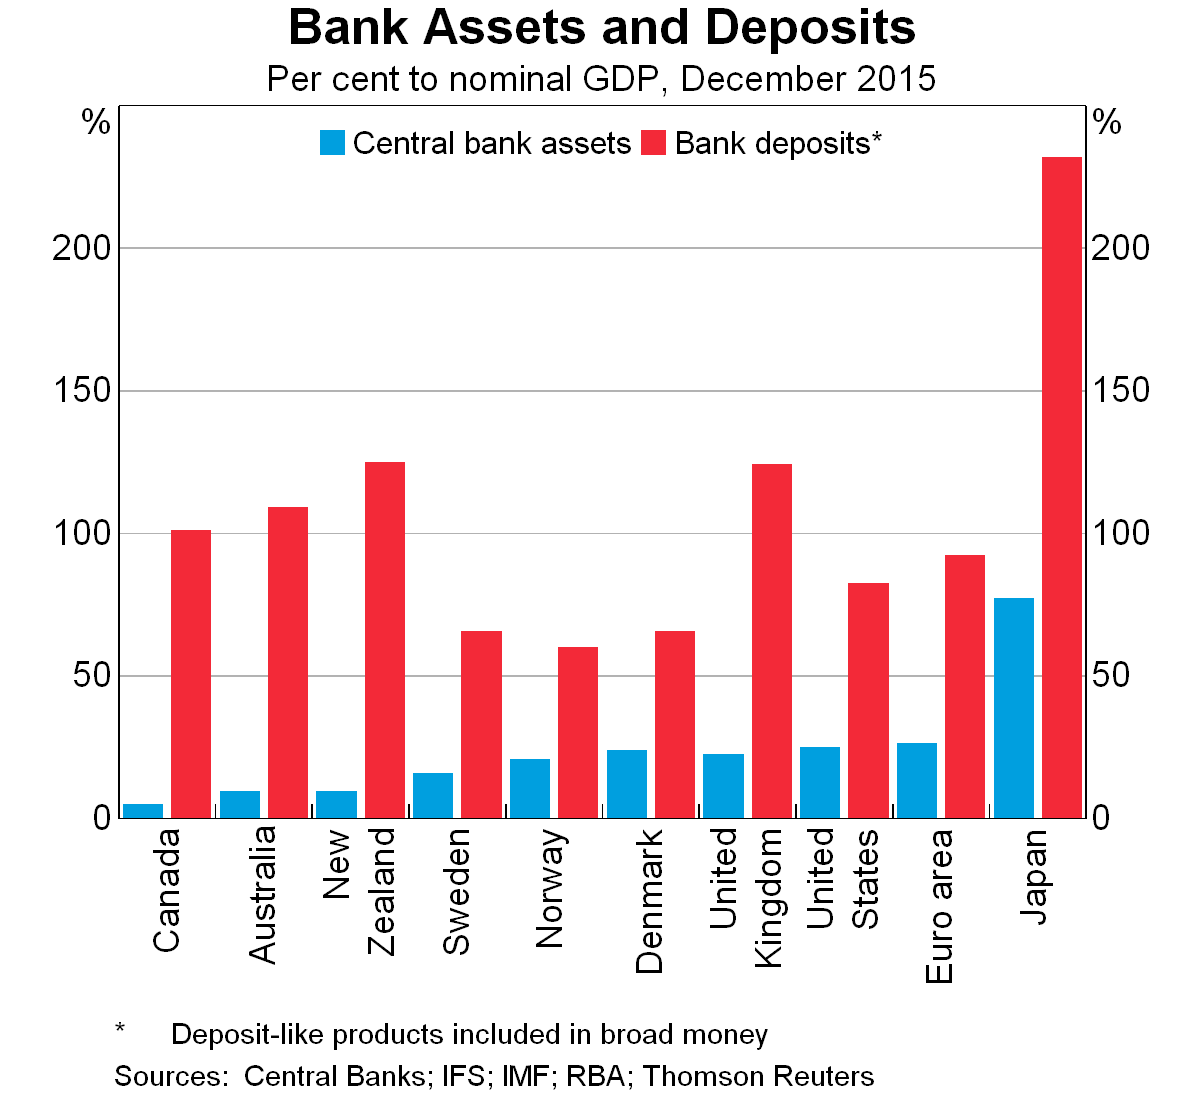 Bank Assets and Deposits
Per cent to nominal GDP, December 2015
% %
Central bank assets Bank deposits*
200 200
150 150
100 100
50 50
0 0
Canada
Australia
New
Zealand
Sweden
Norway
Denmark
United
Kingdom
United
States
Euro area
Japan
* Deposit-like products included in broad money
Sources: Central Banks; IFS; IMF; RBA; Thomson Reuters